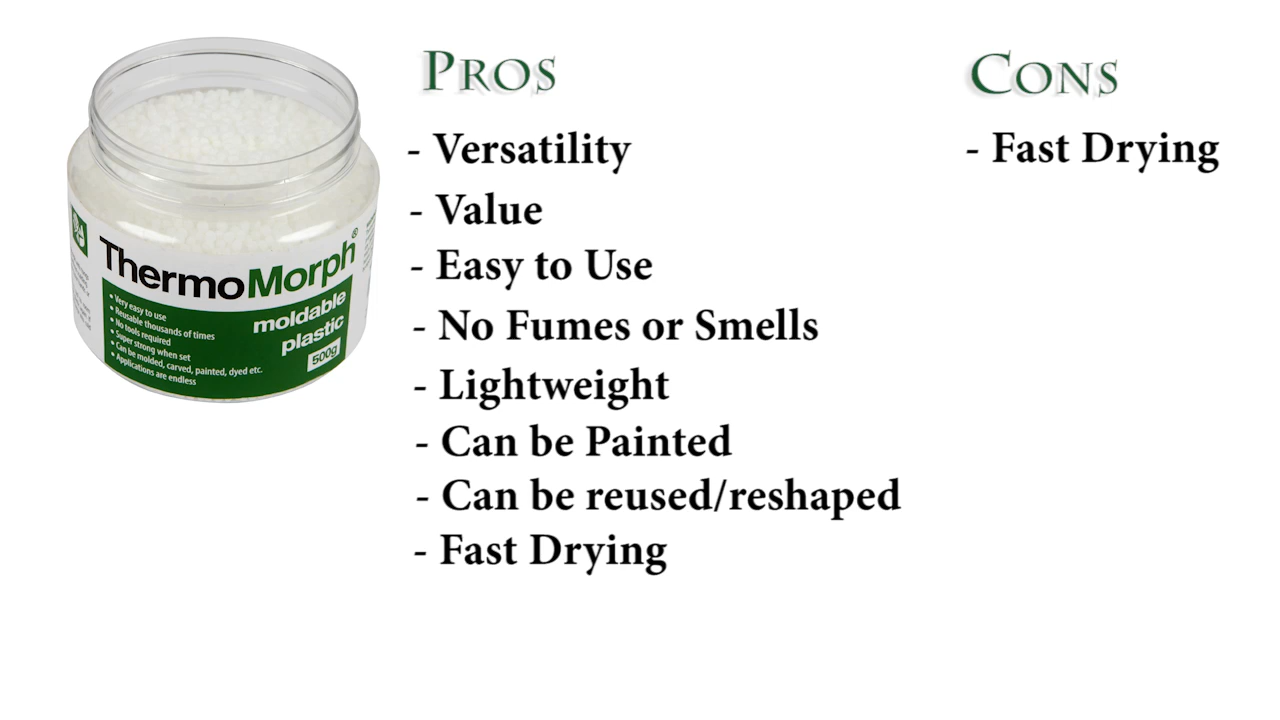 ThermoMorph®
moldable
plastic
500g
• Very easy to use
• Reusable thousands of times
• No tools required
• Super strong when set
• Can be molded, carved, painted, dyed etc.
• Applications are endless
Pros
- Versatility
- Value
- Easy to Use
- No Fumes or Smells
- Lightweight
- Can be Painted
- Can be reused/reshaped
- Fast Drying
Cons
- Fast Drying